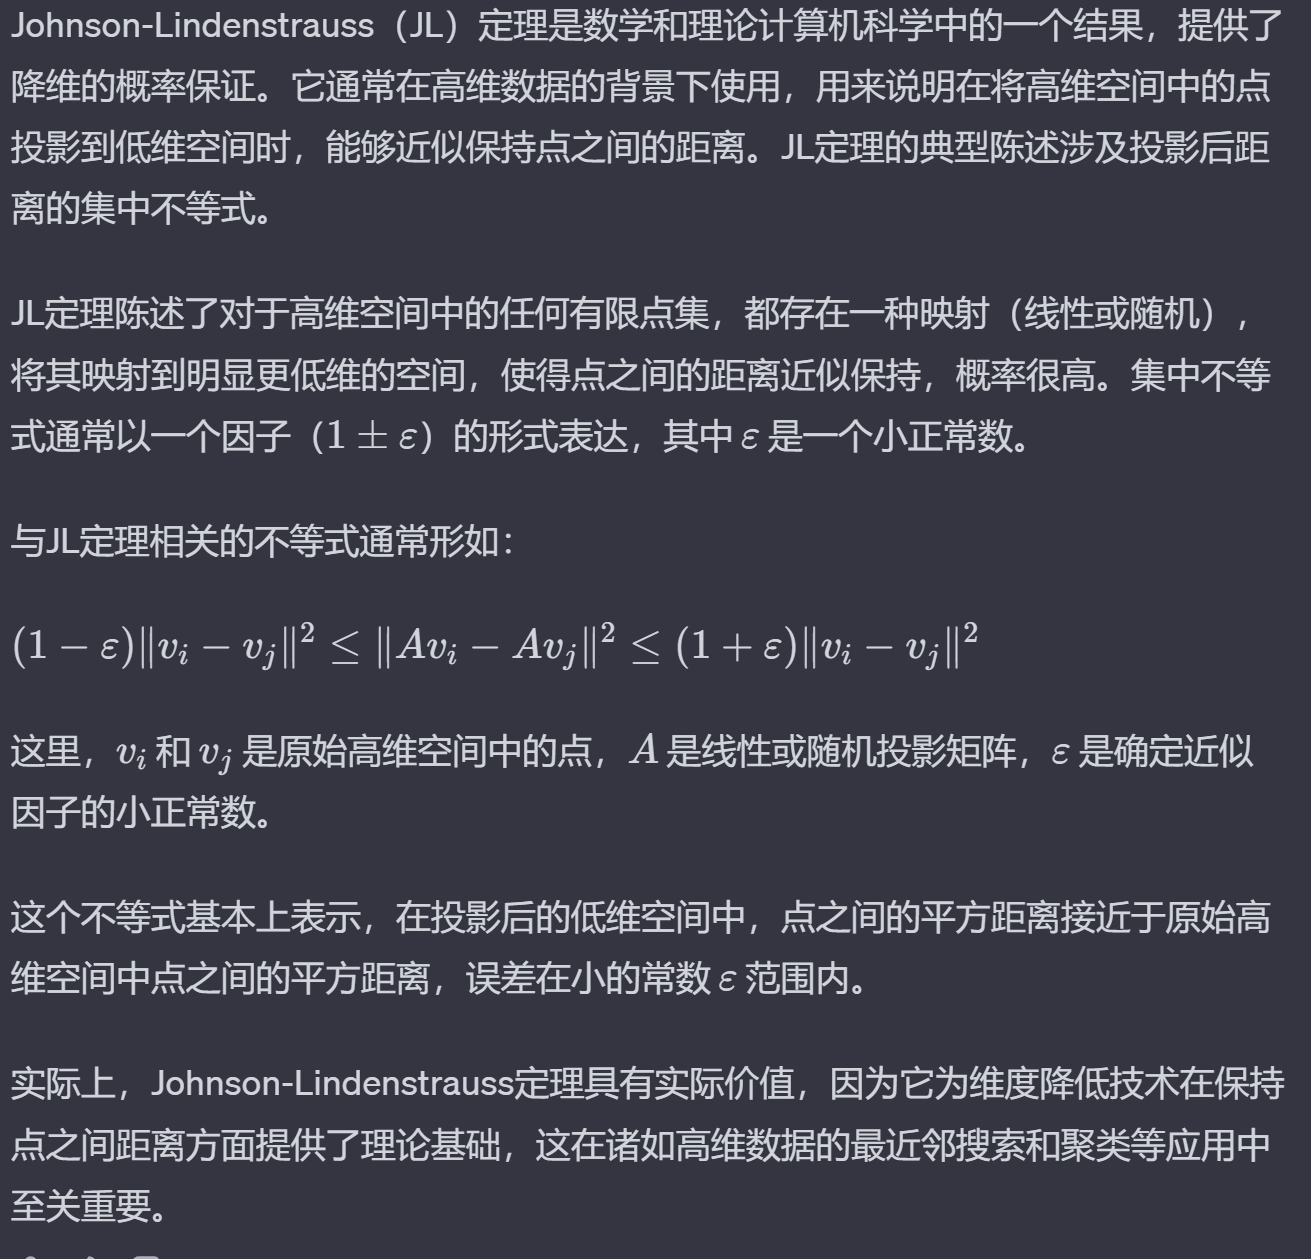 Johnson-Lindenstrauss（JL）定理是数学和理论计算机科学中的一个结果，提供了
降维的概率保证。它通常在高维数据的背景下使用，用来说明在将高维空间中的点
投影到低维空间时，能够近似保持点之间的距离。JL定理的典型陈述涉及投影后距
离的集中不等式。
JL定理陈述了对于高维空间中的任何有限点集，都存在一种映射（线性或随机），
将其映射到明显更低维的空间，使得点之间的距离近似保持，概率很高。集中不等
式通常以一个因子（1 ± ε）的形式表达，其中 ε 是一个小正常数。
与JL定理相关的不等式通常形如：
(1 − ε)‖vᵢ − vⱼ‖² ≤ ‖Avᵢ − Avⱼ‖² ≤ (1 + ε)‖vᵢ − vⱼ‖²
这里，vᵢ 和 vⱼ 是原始高维空间中的点，A 是线性或随机投影矩阵，ε 是确定近似
因子的小正常数。
这个不等式基本上表示，在投影后的低维空间中，点之间的平方距离接近于原始高
维空间中点之间的平方距离，误差在小的常数 ε 范围内。
实际上，Johnson-Lindenstrauss定理具有实际价值，因为它为维度降低技术在保持
点之间距离方面提供了理论基础，这在诸如高维数据的最近邻搜索和聚类等应用中
至关重要。